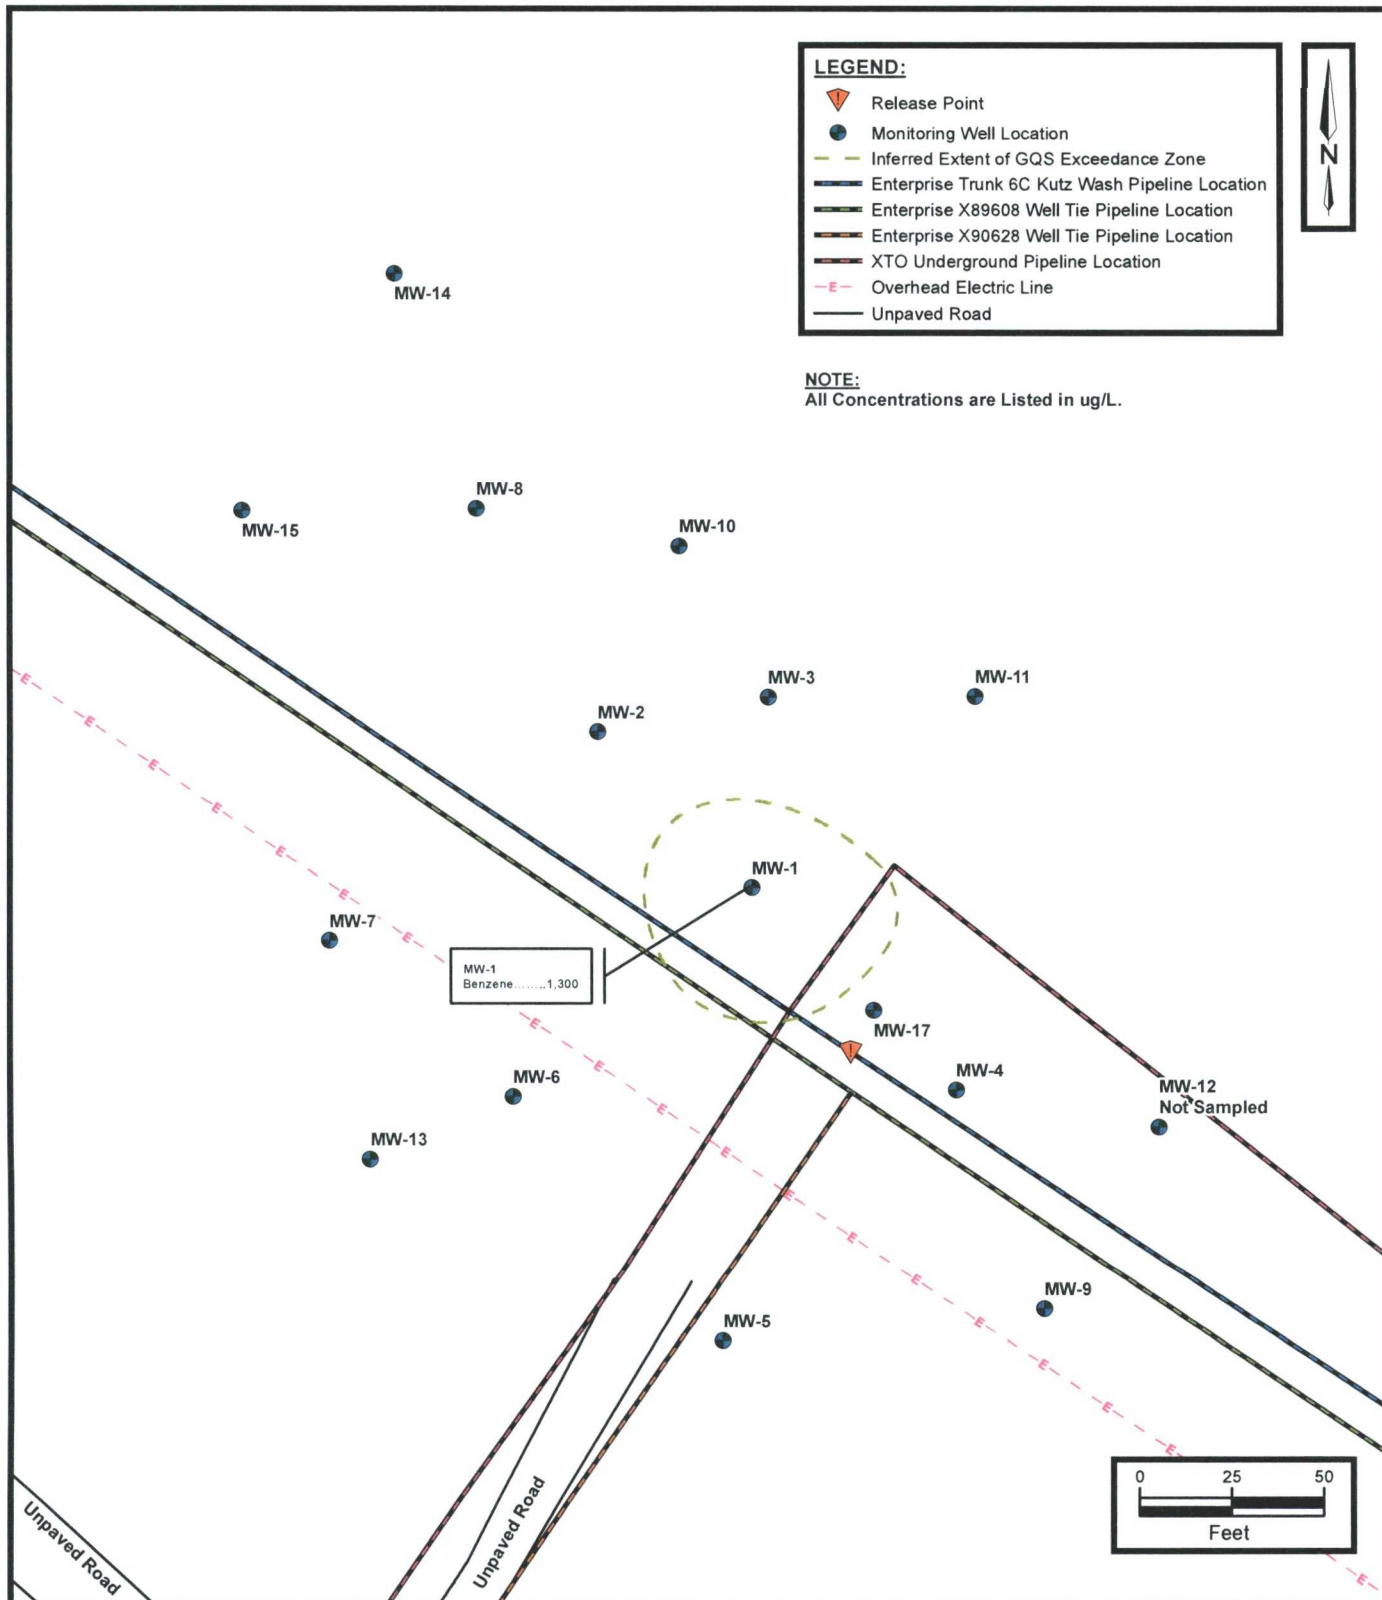 LEGEND:
Release Point
Monitoring Well Location
Inferred Extent of GQS Exceedance Zone
Enterprise Trunk 6C Kutz Wash Pipeline Location
Enterprise X89608 Well Tie Pipeline Location
Enterprise X90628 Well Tie Pipeline Location
XTO Underground Pipeline Location
E Overhead Electric Line
Unpaved Road
N
NOTE:
All Concentrations are Listed in ug/L.
MW-14
MW-8
MW-15
MW-10
MW-3
MW-11
MW-2
E
E
E
E
E
E
E
MW-1
MW-7
MW-1
Benzene........1,300
MW-17
E
E
E
E
E
E
E
E
E
E
E
E
MW-6
MW-4
MW-12
Not Sampled
MW-13
MW-9
MW-5
0 25 50
Feet
Unpaved Road
Unpaved Road